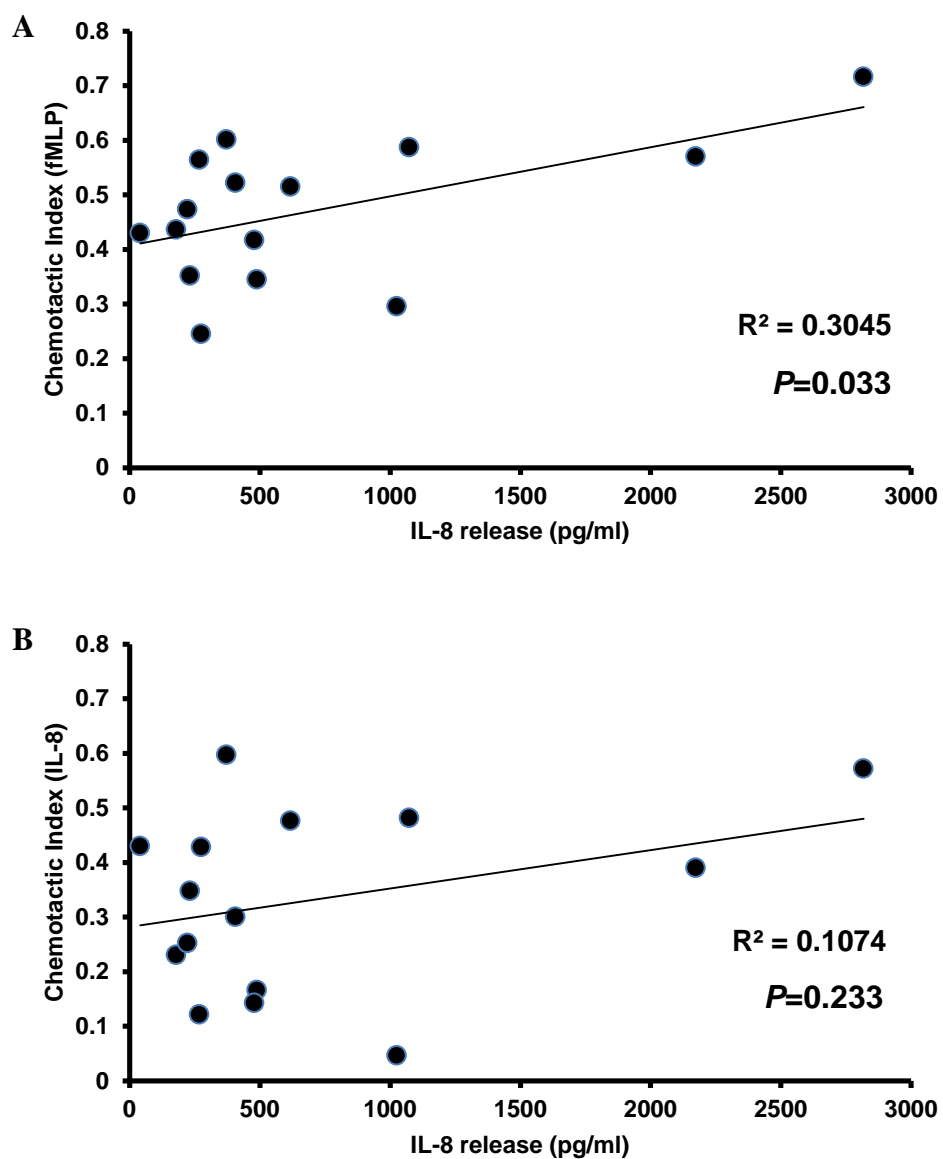 A
0.8
0.7
0.6
0.5
0.4
0.3
0.2
0.1
0
Chemotactic Index (fMLP)
R² = 0.3045
P=0.033
0 500 1000 1500 2000 2500 3000
IL-8 release (pg/ml)
B
0.8
0.7
0.6
0.5
0.4
0.3
0.2
0.1
0
Chemotactic Index (IL-8)
R² = 0.1074
P=0.233
0 500 1000 1500 2000 2500 3000
IL-8 release (pg/ml)